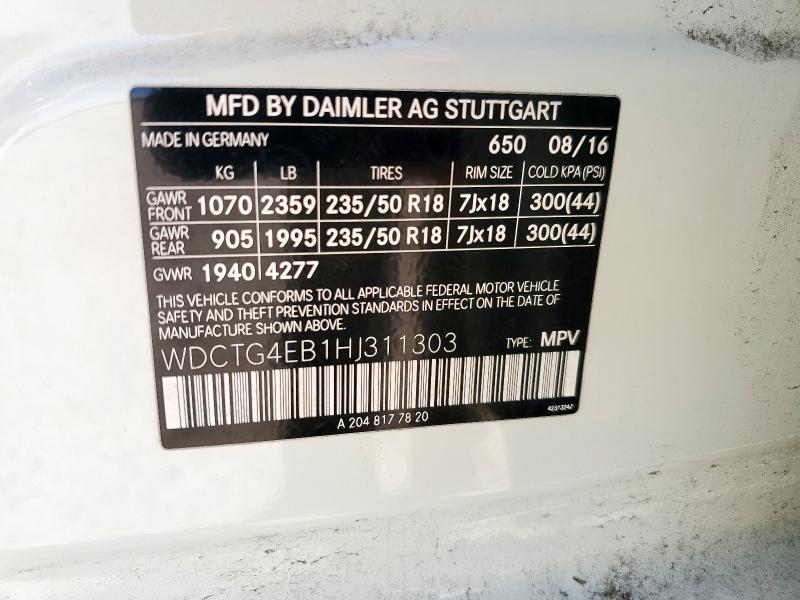 MFD BY DAIMLER AG STUTTGART
MADE IN GERMANY 650 08/16
KG LB TIRES RIM SIZE COLD KPA (PSI)
GAWR FRONT 1070 2359 235/50 R18 7Jx18 300(44)
GAWR REAR 905 1995 235/50 R18 7Jx18 300(44)
GVWR 1940 4277
THIS VEHICLE CONFORMS TO ALL APPLICABLE FEDERAL MOTOR VEHICLE
SAFETY AND THEFT PREVENTION STANDARDS IN EFFECT ON THE DATE OF
MANUFACTURE SHOWN ABOVE.
WDCTG4EB1HJ311303 TYPE: MPV
A 204 817 78 20